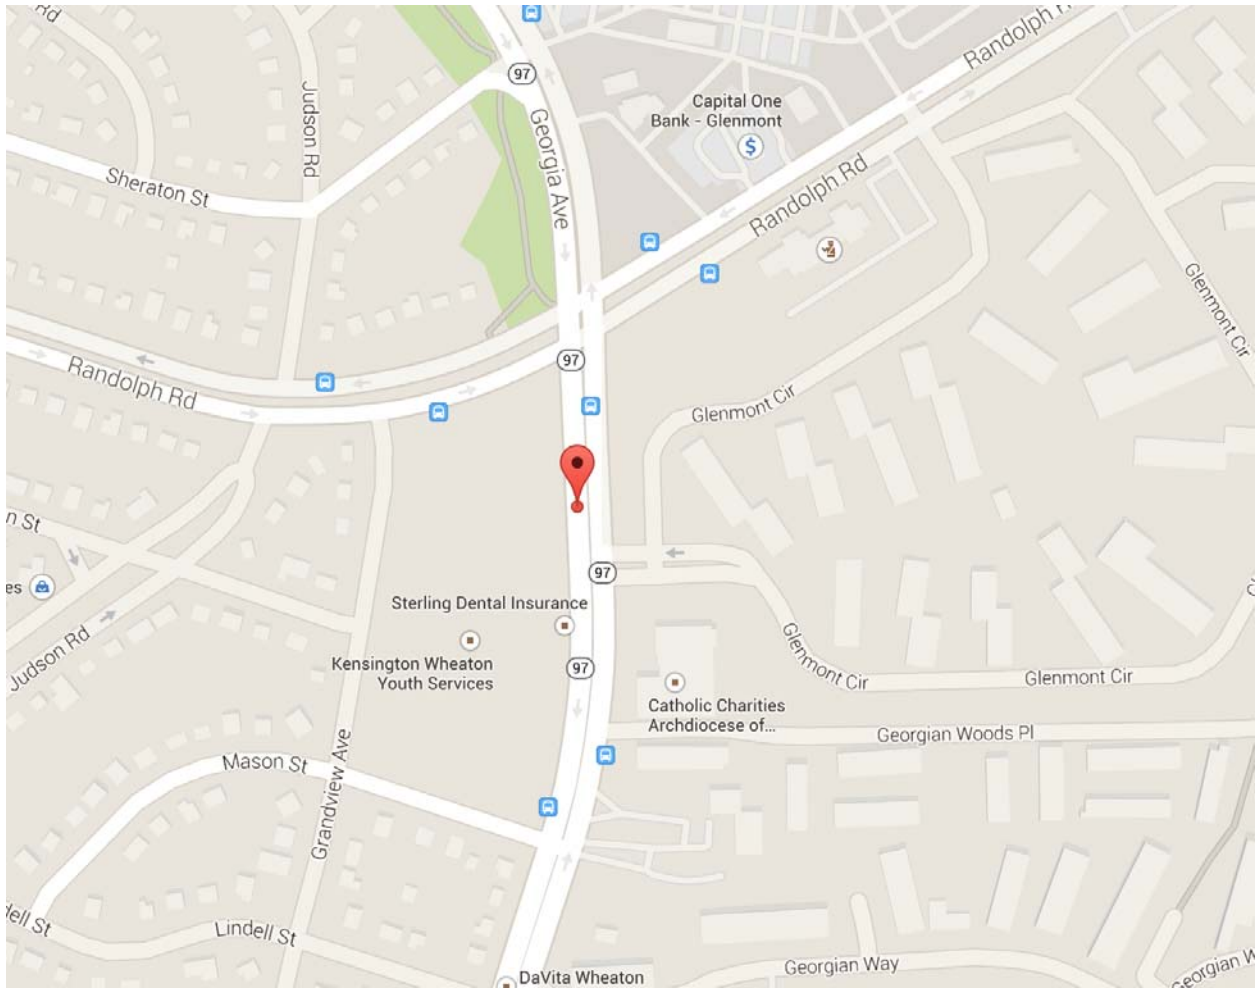 Rd
97
Randolph R
Judson Rd
Georgia Ave
Capital One
Bank - Glenmont
$
Sheraton St
Randolph Rd
Glenmont Cir
97
Randolph Rd
Glenmont Cir
n St
97
es
Sterling Dental Insurance
Judson Rd
Kensington Wheaton
Youth Services
97
Glenmont Cir
Glenmont Cir
Catholic Charities
Archdiocese of...
Georgian Woods Pl
Mason St
Grandview Ave
dell St
Lindell St
DaVita Wheaton
Georgian Way
eorgian W